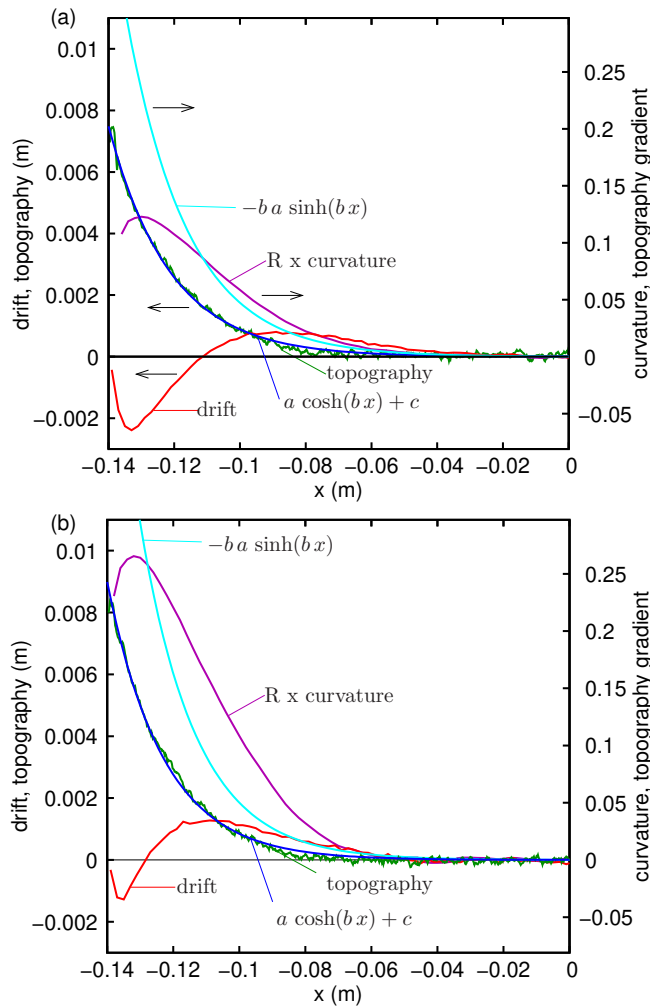 (a)
0.01
0.008
0.006
0.004
0.002
0
−0.002
drift, topography (m)
0.25
0.2
0.15
0.1
0.05
0
−0.05
curvature, topography gradient
−b a sinh(b x)
R x curvature
topography
a cosh(b x) + c
drift
−0.14 −0.12 −0.1 −0.08 −0.06 −0.04 −0.02 0
x (m)
(b)
0.01
0.008
0.006
0.004
0.002
0
−0.002
drift, topography (m)
0.25
0.2
0.15
0.1
0.05
0
−0.05
curvature, topography gradient
−b a sinh(b x)
R x curvature
drift
topography
a cosh(b x) + c
−0.14 −0.12 −0.1 −0.08 −0.06 −0.04 −0.02 0
x (m)